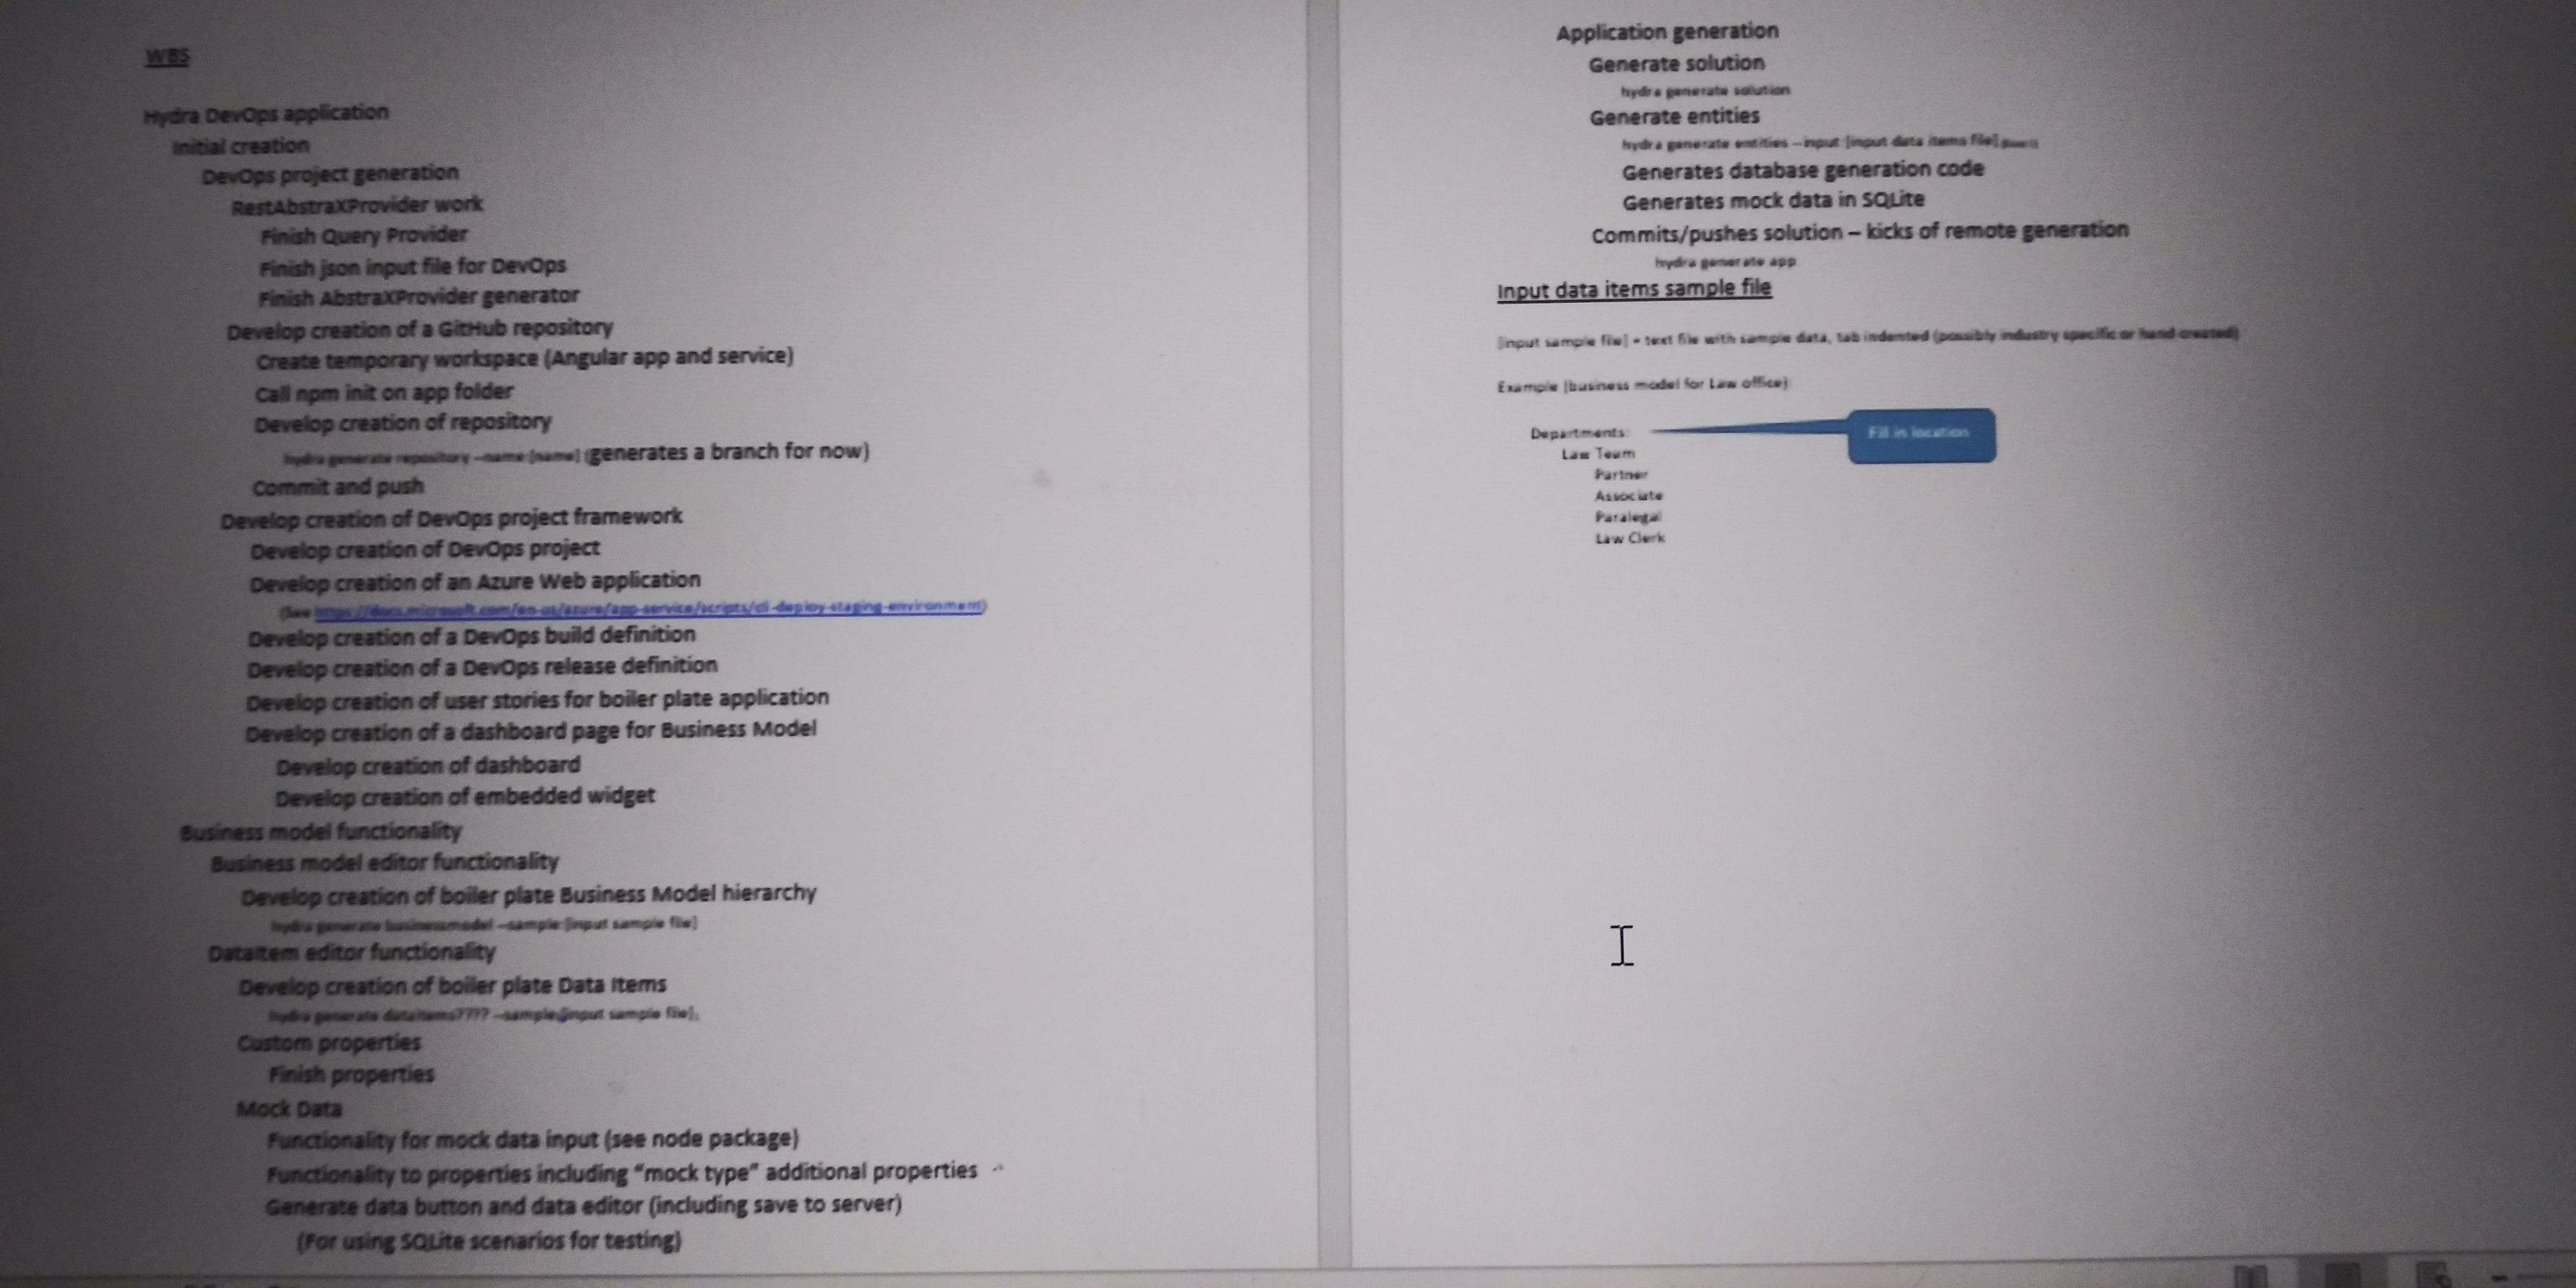 WBS
Hydra DevOps application
Initial creation
DevOps project generation
RestAbstraXProvider work
Finish Query Provider
Finish json input file for DevOps
Finish AbstraXProvider generator
Develop creation of a GitHub repository
Create temporary workspace (Angular app and service)
Call npm init on app folder
Develop creation of repository
hydra generate repository --name:[name] (generates a branch for now)
Commit and push
Develop creation of DevOps project framework
Develop creation of DevOps project
Develop creation of an Azure Web application
(See https://docs.microsoft.com/en-us/azure/app-service/scripts/cli-deploy-staging-environment)
Develop creation of a DevOps build definition
Develop creation of a DevOps release definition
Develop creation of user stories for boiler plate application
Develop creation of a dashboard page for Business Model
Develop creation of dashboard
Develop creation of embedded widget
Business model functionality
Business model editor functionality
Develop creation of boiler plate Business Model hierarchy
hydra generate businessmodel --sample:[input sample file]
DataItem editor functionality
Develop creation of boiler plate Data Items
hydra generate dataitems???? --sample:[input sample file],
Custom properties
Finish properties
Mock Data
Functionality for mock data input (see node package)
Functionality to properties including “mock type” additional properties
Generate data button and data editor (including save to server)
(For using SQLite scenarios for testing)
Application generation
Generate solution
hydra generate solution
Generate entities
hydra generate entities --input:[input data items file]
Generates database generation code
Generates mock data in SQLite
Commits/pushes solution – kicks of remote generation
hydra generate app
Input data items sample file
[input sample file] = text file with sample data, tab indented (possibly industry specific or hand created)
Example (business model for Law office):
Departments:
Fill in location
Law Team
Partner
Associate
Paralegal
Law Clerk